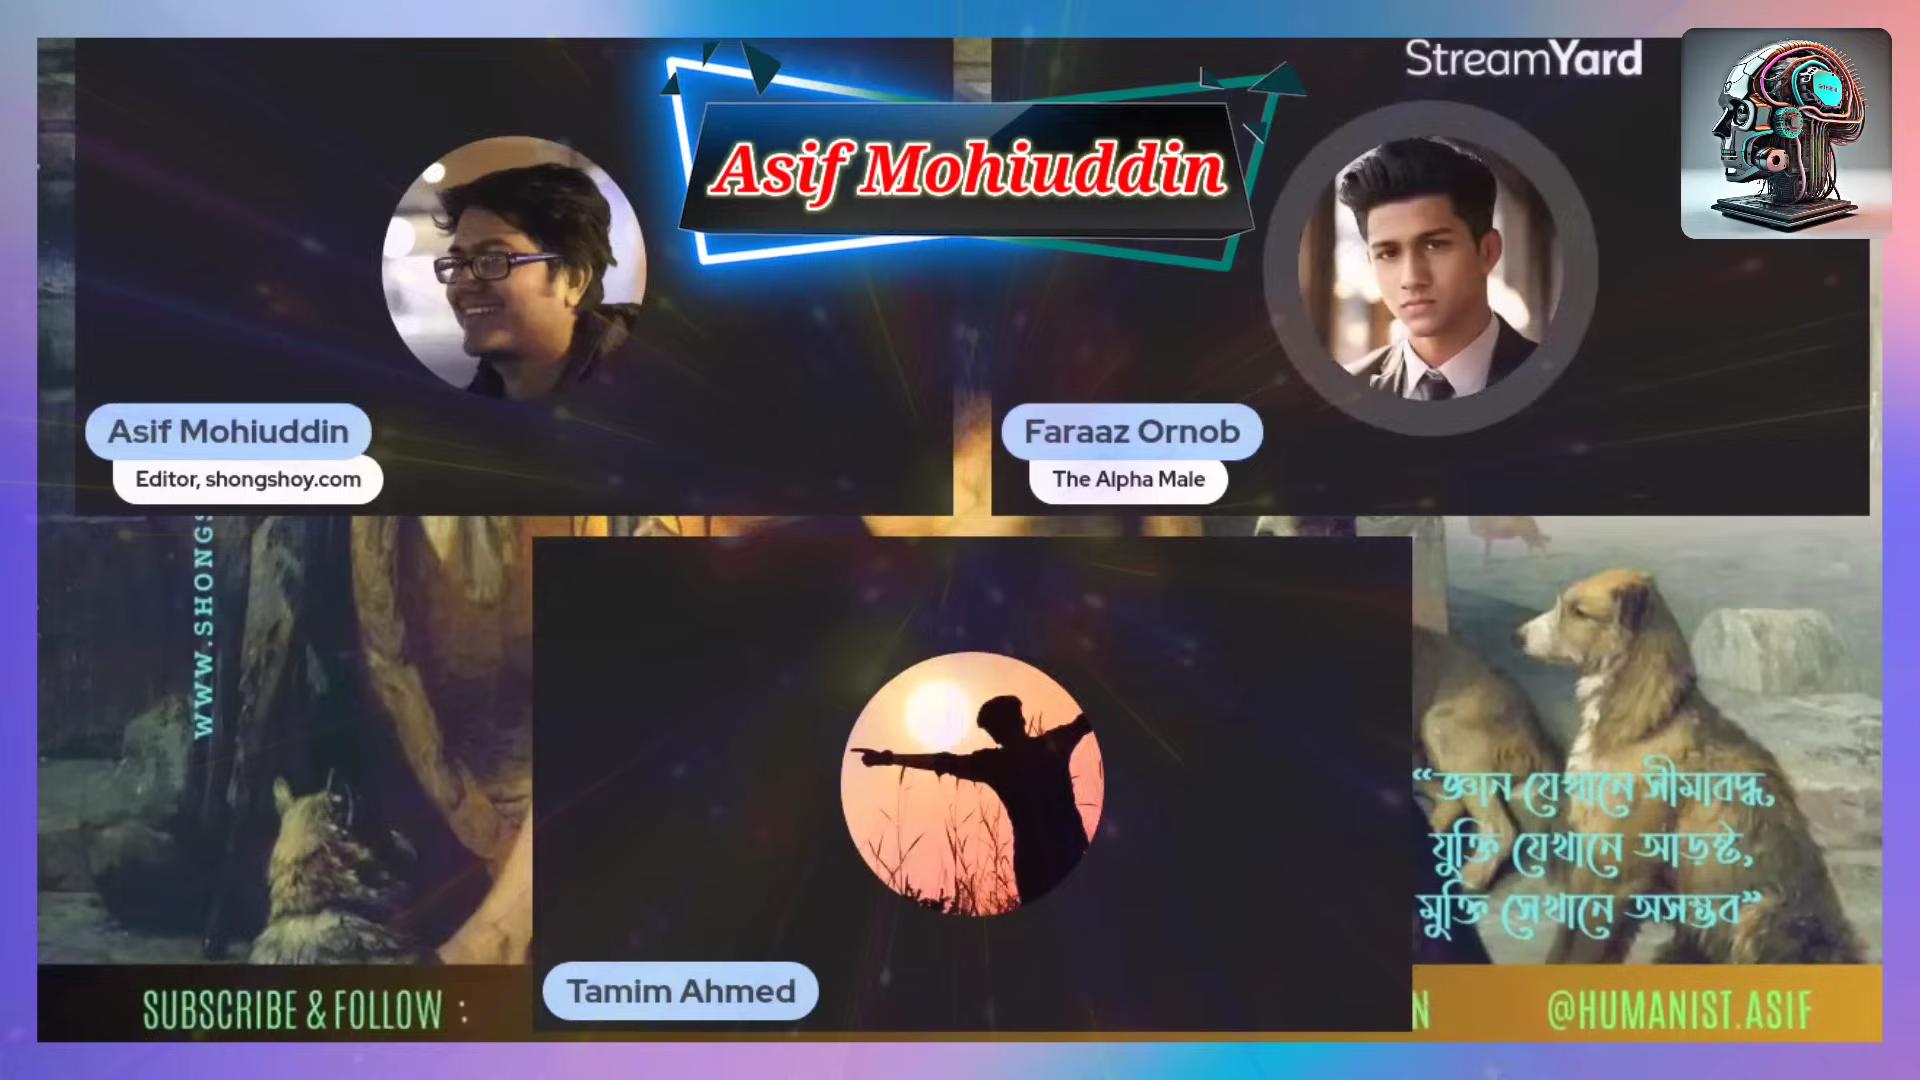 StreamYard
Asif Mohiuddin
Asif Mohiuddin
Editor, shongshoy.com
Faraaz Ornob
The Alpha Male
WWW.SHONGS
“জ্ঞান যেখানে সীমাবদ্ধ,
যুক্তি যেখানে আড়ষ্ট,
মুক্তি সেখানে অসম্ভব”
Tamim Ahmed
SUBSCRIBE & FOLLOW :
N
@HUMANIST.ASIF